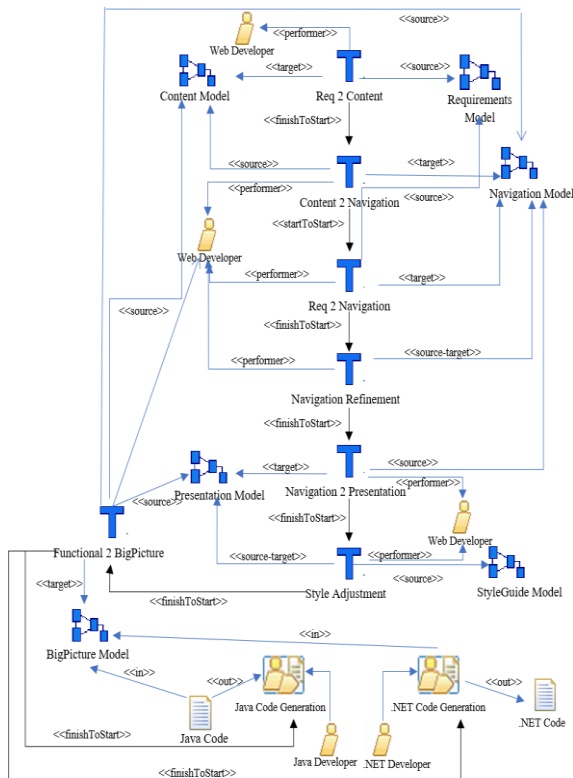 <<source>>
<<performer>>
Web Developer
<<target>>
<<source>>
Content Model
Req 2 Content
Requirements
Model
<<finishToStart>>
<<source>>
<<target>>
<<performer>>
<<source>>
Content 2 Navigation
Navigation Model
<<startToStart>>
Web Developer
<<performer>>
<<target>>
<<source>>
Req 2 Navigation
<<finishToStart>>
<<performer>>
<<source-target>>
Navigation Refinement
<<finishToStart>>
<<target>>
<<source>>
Presentation Model
<<source>>
Navigation 2 Presentation
<<performer>>
<<finishToStart>>
Web Developer
Functional 2 BigPicture
<<source-target>>
<<performer>>
<<source>>
<<target>>
Style Adjustment
StyleGuide Model
<<finishToStart>>
<<in>>
BigPicture Model
<<in>>
<<out>>
Java Code Generation
.NET Code Generation
<<out>>
.NET Code
Java Code
<<finishToStart>>
Java Developer
.NET Developer
<<finishToStart>>